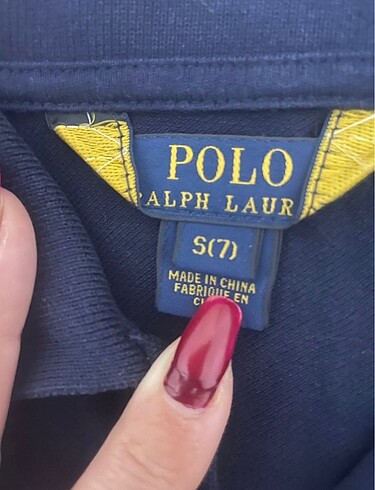 POLO
RALPH LAUR
S(7)
MADE IN CHINA
FABRIQUE EN